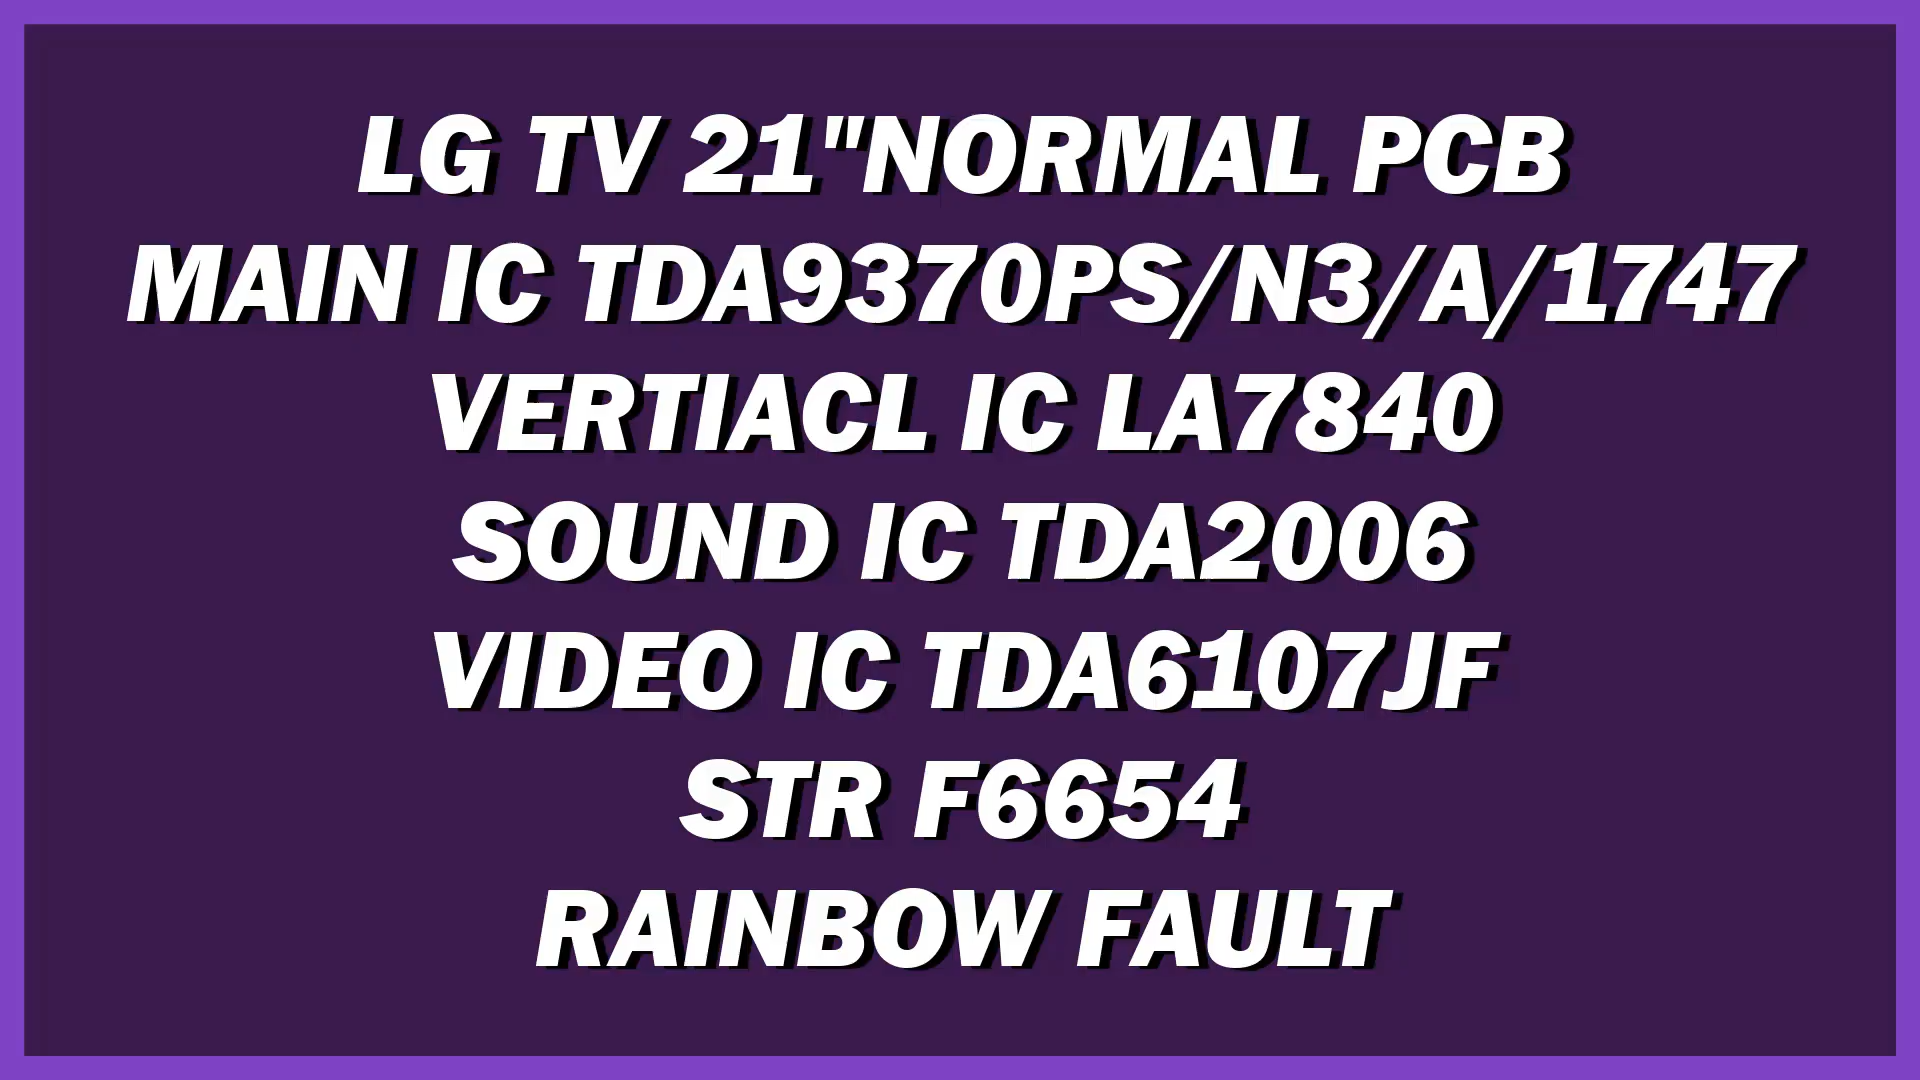 LG TV 21"NORMAL PCB
MAIN IC TDA9370PS/N3/A/1747
VERTIACL IC LA7840
SOUND IC TDA2006
VIDEO IC TDA6107JF
STR F6654
RAINBOW FAULT